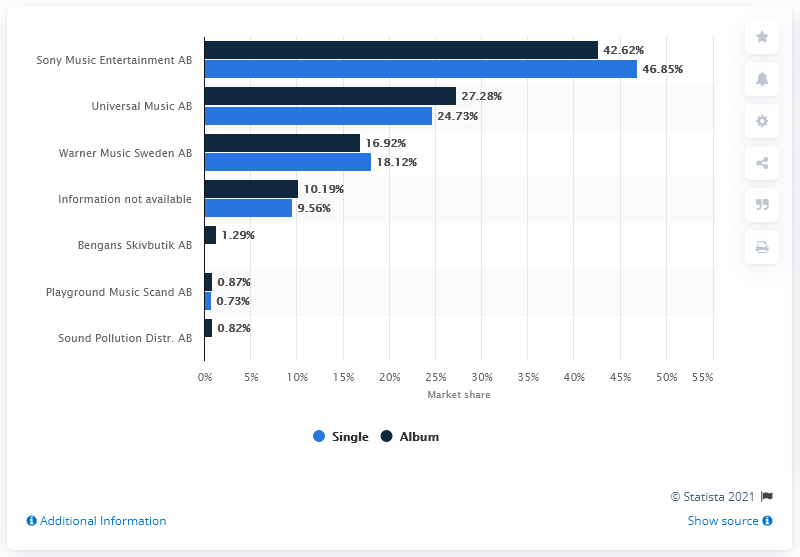 Sony Music Entertainment AB
42.62%
46.85%
Universal Music AB
27.28%
24.73%
Warner Music Sweden AB
16.92%
18.12%
Information not available
10.19%
9.56%
Bengans Skivbutik AB
1.29%
Playground Music Scand AB
0.87%
0.73%
Sound Pollution Distr. AB
0.82%
0% 5% 10% 15% 20% 25% 30% 35% 40% 45% 50% 55%
Market share
Single Album
© Statista 2021
Additional Information
Show source